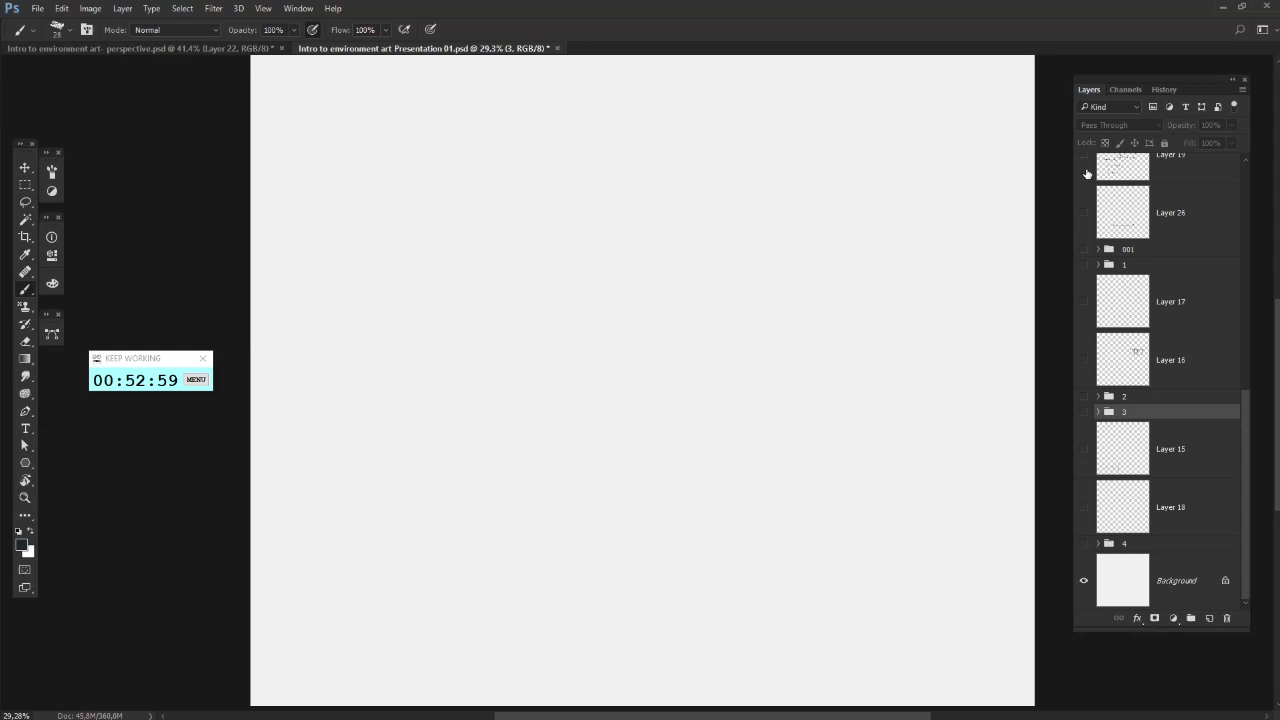 Ps File Edit Image Layer Type Select Filter 3D View Window Help
28 Mode: Normal Opacity: 100% Flow: 100%
Intro to environment art- perspective.psd @ 41.4% (Layer 22, RGB/8) * × Intro to environment art Presentation 01.psd @ 29,3% (3, RGB/8) * ×
Layers Channels History
Kind
Pass Through Opacity: 100%
Lock: Fill: 100%
Layer 19
Layer 26
001
1
Layer 17
KEEP WORKING
Layer 16
00:52:59 MENU
2
3
Layer 15
Layer 18
4
Background
fx
29,28% Doc: 45,8M/360,0M